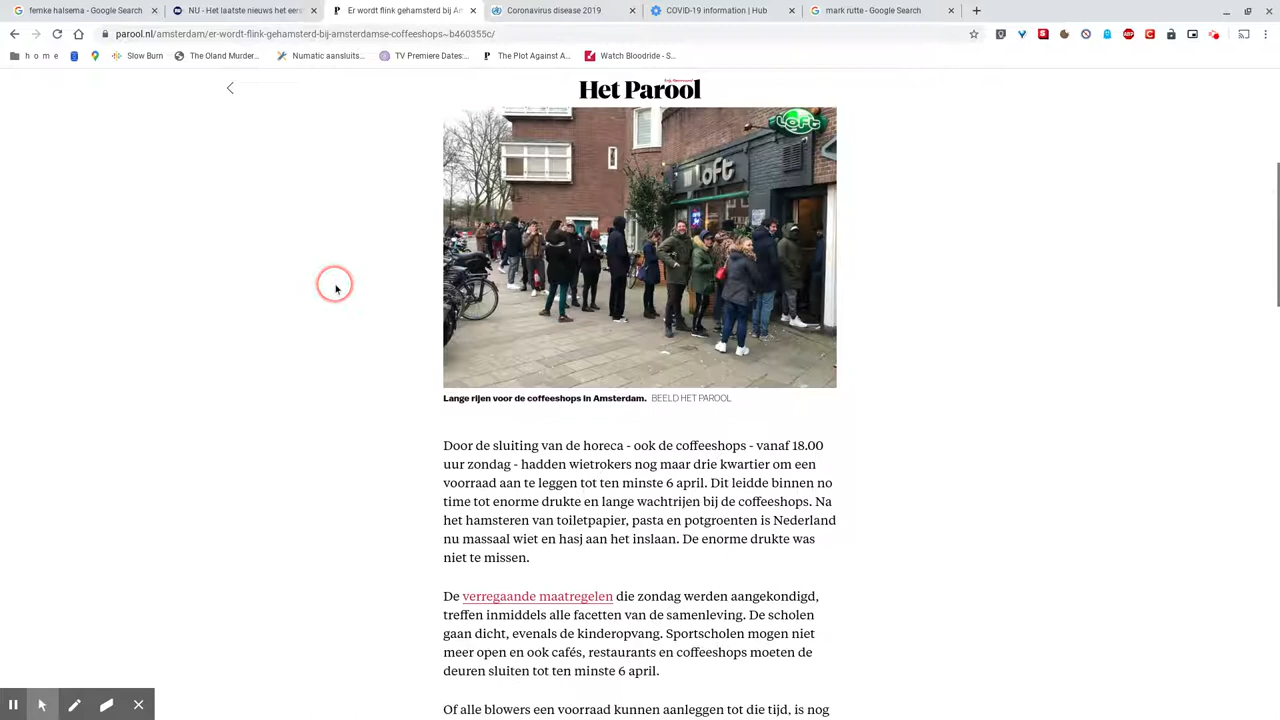 femke halsema - Google Search
NU - Het laatste nieuws het eers
Er wordt flink gehamsterd bij Am
Coronavirus disease 2019
COVID-19 information | Hub
mark rutte - Google Search
parool.nl/amsterdam/er-wordt-flink-gehamsterd-bij-amsterdamse-coffeeshops~b460355c/
h o m e
Slow Burn
The Oland Murder...
Numatic aansluits...
TV Premiere Dates:...
The Plot Against A...
Watch Bloodride - S...
Het Parool
Loft
Loft
Lange rijen voor de coffeeshops in Amsterdam. BEELD HET PAROOL
Door de sluiting van de horeca - ook de coffeeshops - vanaf 18.00
uur zondag - hadden wietrokers nog maar drie kwartier om een
voorraad aan te leggen tot ten minste 6 april. Dit leidde binnen no
time tot enorme drukte en lange wachtrijen bij de coffeeshops. Na
het hamsteren van toiletpapier, pasta en potgroenten is Nederland
nu massaal wiet en hasj aan het inslaan. De enorme drukte was
niet te missen.
De verregaande maatregelen die zondag werden aangekondigd,
treffen inmiddels alle facetten van de samenleving. De scholen
gaan dicht, evenals de kinderopvang. Sportscholen mogen niet
meer open en ook cafés, restaurants en coffeeshops moeten de
deuren sluiten tot ten minste 6 april.
Of alle blowers een voorraad kunnen aanleggen tot die tijd, is nog